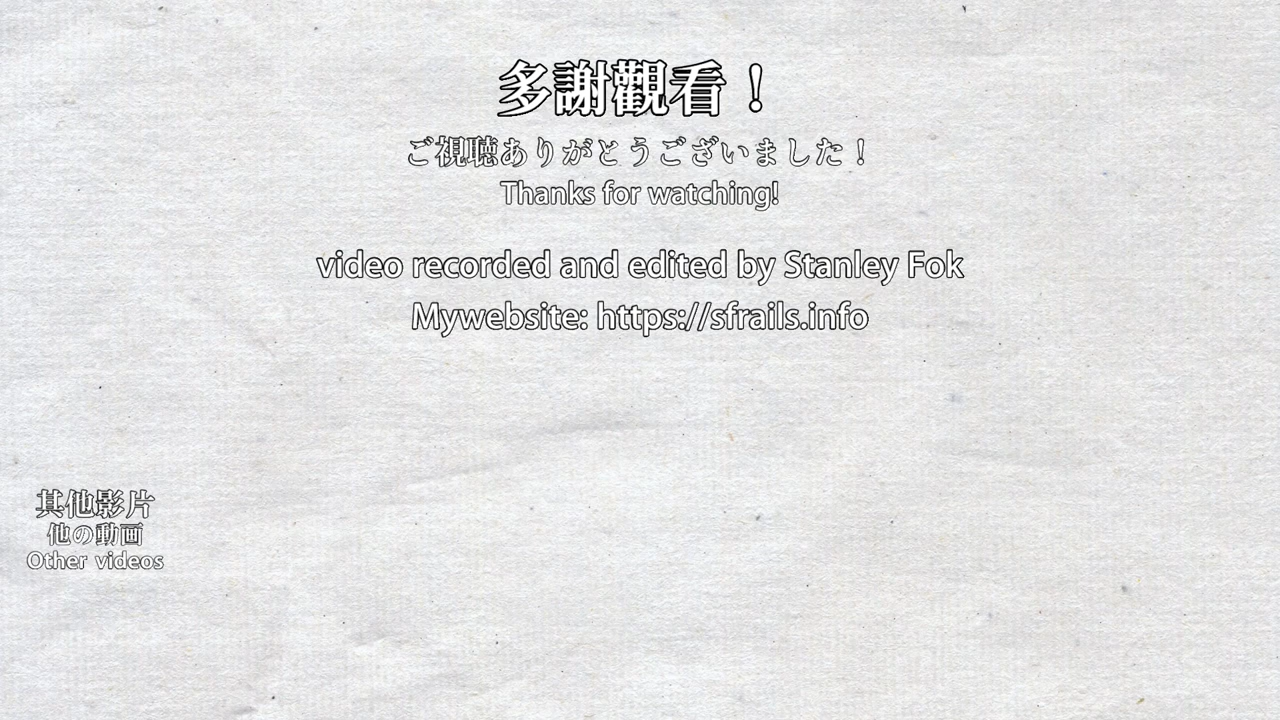 多謝觀看！
ご視聴ありがとうございました！
Thanks for watching!
video recorded and edited by Stanley Fok
Mywebsite: https://sfrails.info
其他影片
他の動画
Other videos